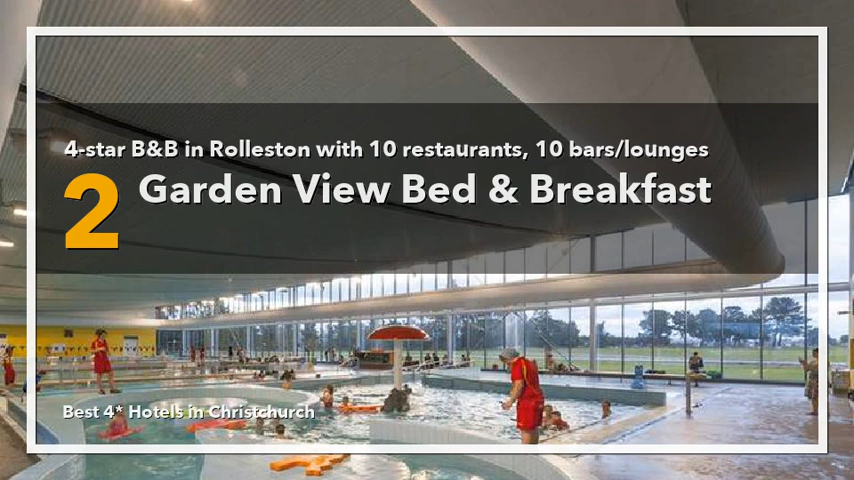 4-star B&B in Rolleston with 10 restaurants, 10 bars/lounges
2 Garden View Bed & Breakfast
Best 4* Hotels in Christchurch